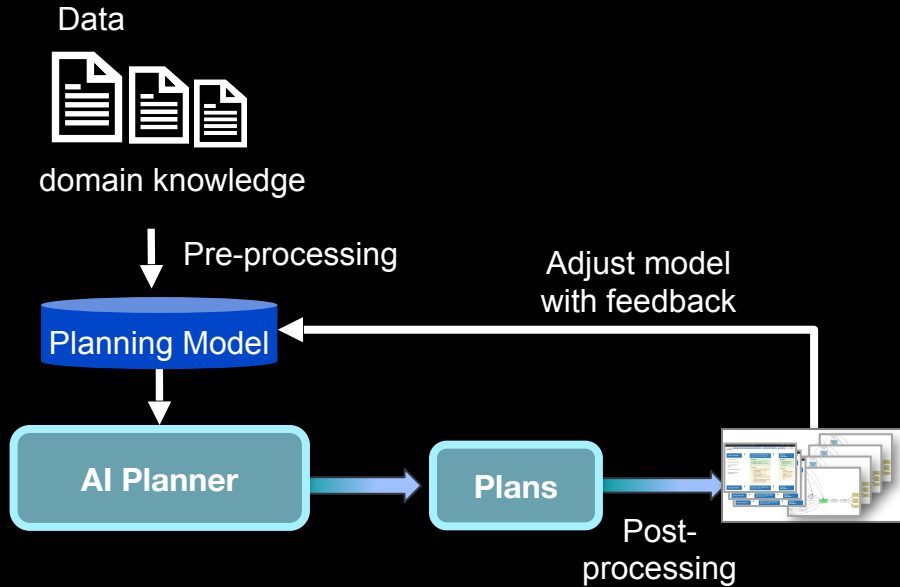 Data
domain knowledge
Pre-processing
Adjust model
with feedback
Planning Model
AI Planner
Plans
Post-
processing